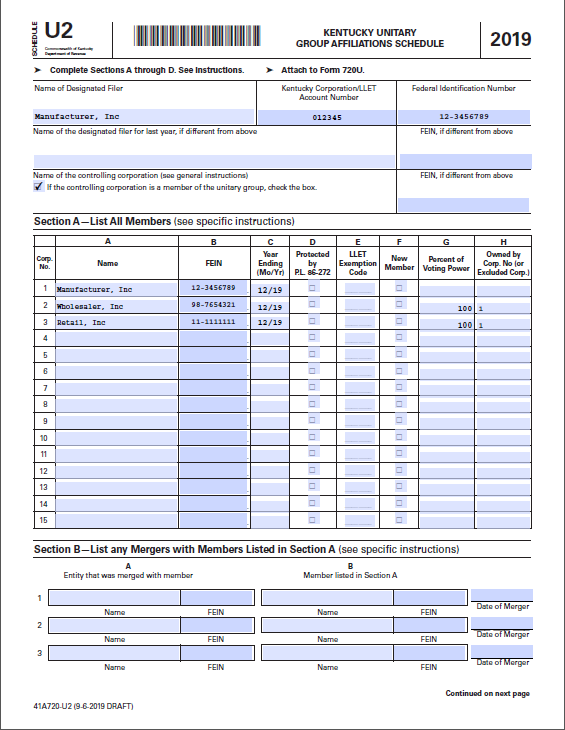 SCHEDULE
U2
Commonwealth of Kentucky
Department of Revenue
KENTUCKY UNITARY
GROUP AFFILIATIONS SCHEDULE
2019
➤ Complete Sections A through D. See Instructions. ➤ Attach to Form 720U.
Name of Designated Filer
Kentucky Corporation/LLET
Account Number
Federal Identification Number
Manufacturer, Inc 012345 12-3456789
Name of the designated filer for last year, if different from above FEIN, if different from above
Name of the controlling corporation (see general instructions) FEIN, if different from above
✓ If the controlling corporation is a member of the unitary group, check the box.
Section A—List All Members (see specific instructions)
A B C D E F G H
Corp. No.
Name
FEIN
Year Ending (Mo/Yr)
Protected by P.L. 86-272
LLET Exemption Code
New Member
Percent of Voting Power
Owned by Corp. No (or Excluded Corp.)
1 Manufacturer, Inc 12-3456789 12/19
2 Wholesaler, Inc 98-7654321 12/19 100 1
3 Retail, Inc 11-1111111 12/19 100 1
4
5
6
7
8
9
10
11
12
13
14
15
Section B—List any Mergers with Members Listed in Section A (see specific instructions)
A B
Entity that was merged with member Member listed in Section A
1
Name FEIN Name FEIN Date of Merger
2
Name FEIN Name FEIN Date of Merger
3
Name FEIN Name FEIN Date of Merger
Continued on next page
41A720-U2 (9-6-2019 DRAFT)